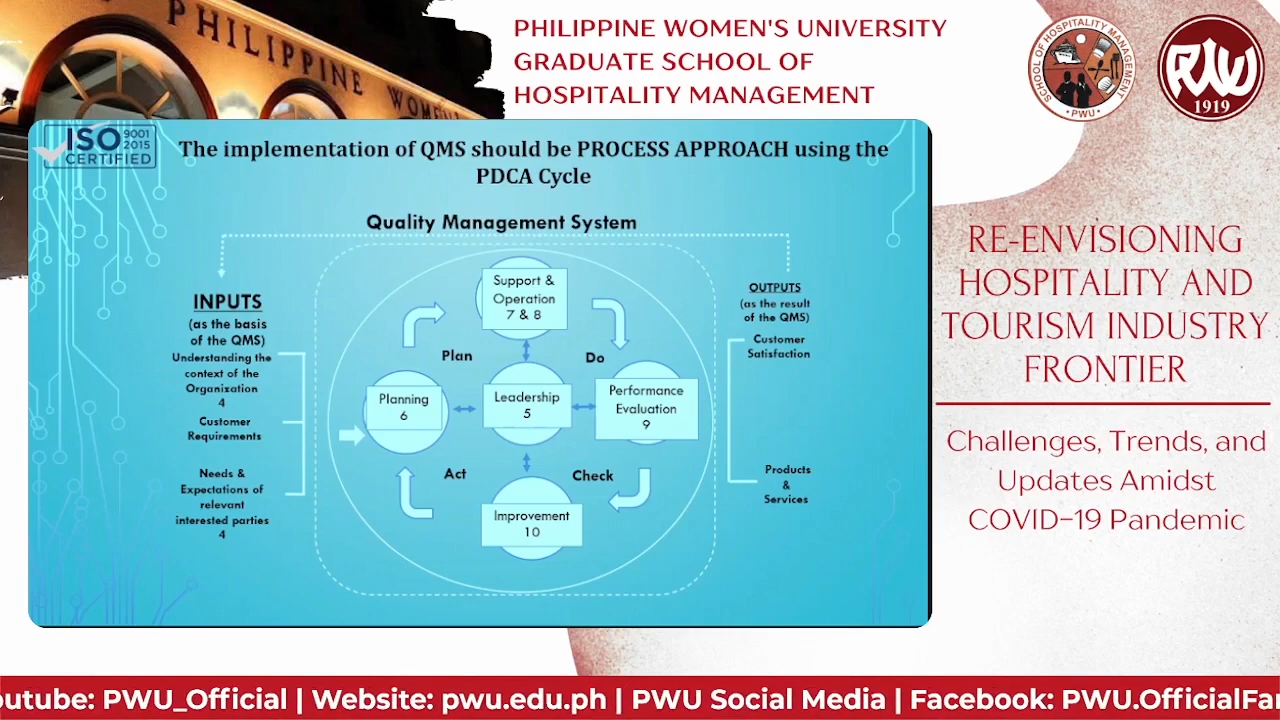 PHILIPPINE WOMEN'S UNIVERSITY
GRADUATE SCHOOL OF
HOSPITALITY MANAGEMENT
PHILIPPINE
SCHOOL OF HOSPITALITY MANAGEMENT
• PWU •
PWU
1919
ISO 9001
2015
CERTIFIED
The implementation of QMS should be PROCESS APPROACH using the
PDCA Cycle
Quality Management System
INPUTS
(as the basis
of the QMS)
Understanding the
context of the
Organization
4
Customer
Requirements
Needs &
Expectations of
relevant
interested parties
4
Support &
Operation
7 & 8
Plan
Do
Planning
6
Leadership
5
Performance
Evaluation
9
Act
Check
Improvement
10
OUTPUTS
(as the result
of the QMS)
Customer
Satisfaction
Products
&
Services
RE-ENVISIONING
HOSPITALITY AND
TOURISM INDUSTRY
FRONTIER
Challenges, Trends, and
Updates Amidst
COVID-19 Pandemic
outube: PWU_Official | Website: pwu.edu.ph | PWU Social Media | Facebook: PWU.OfficialFa